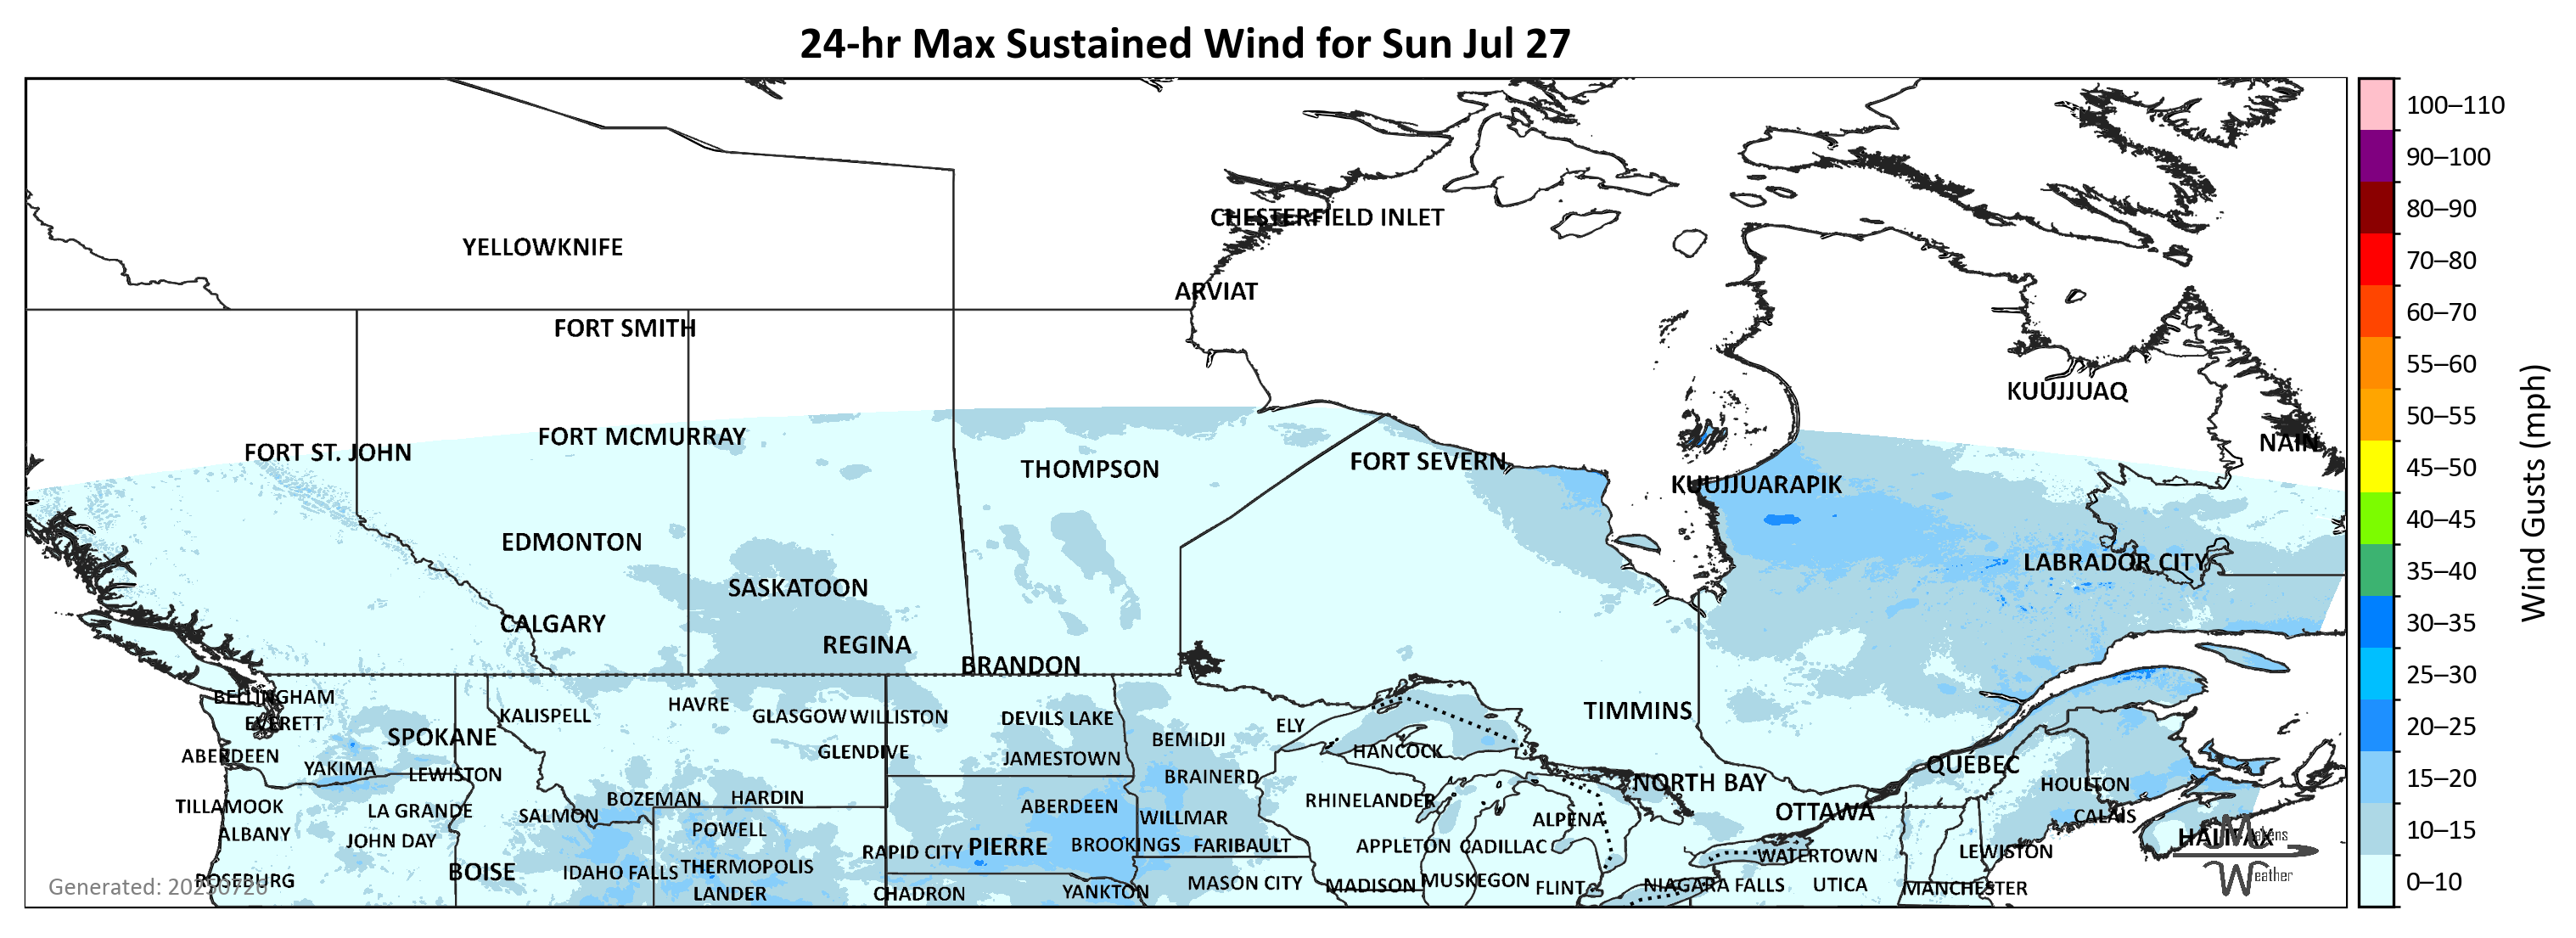 24-hr Max Sustained Wind for Sun Jul 27
100–110
90–100
80–90
CHESTERFIELD INLET
YELLOWKNIFE
70–80
ARVIAT
60–70
FORT SMITH
55–60
KUUJJUAQ
50–55
FORT MCMURRAY
NAIN
FORT ST. JOHN
FORT SEVERN
THOMPSON
45–50
KUUJJUARAPIK
40–45
EDMONTON
LABRADOR CITY
35–40
SASKATOON
Wind Gusts (mph)
CALGARY
30–35
REGINA
BRANDON
25–30
BELLINGHAM
HAVRE
TIMMINS
KALISPELL
GLASGOW WILLISTON
DEVILS LAKE
EVERETT
ELY
20–25
SPOKANE
BEMIDJI
GLENDIVE
HANCOCK
ABERDEEN
JAMESTOWN
QUEBEC
YAKIMA
LEWISTON
BRAINERD
15–20
NORTH BAY
HOULTON
BOZEMAN
HARDIN
RHINELANDER
TILLAMOOK
ABERDEEN
LA GRANDE
OTTAWA
SALMON
CALAIS
WILLMAR
ALPENA
POWELL
10–15
ALBANY
HALIFAX
Makens
JOHN DAY
BROOKINGS
FARIBAULT
APPLETON
CADILLAC
PIERRE
RAPID CITY
LEWISTON
WATERTOWN
THERMOPOLIS
BOISE
IDAHO FALLS
Weather
ROSEBURG
MUSKEGON
0–10
MASON CITY
MADISON
NIAGARA FALLS
UTICA
Generated: 20250728
FLINT
MANCHESTER
YANKTON
LANDER
CHADRON